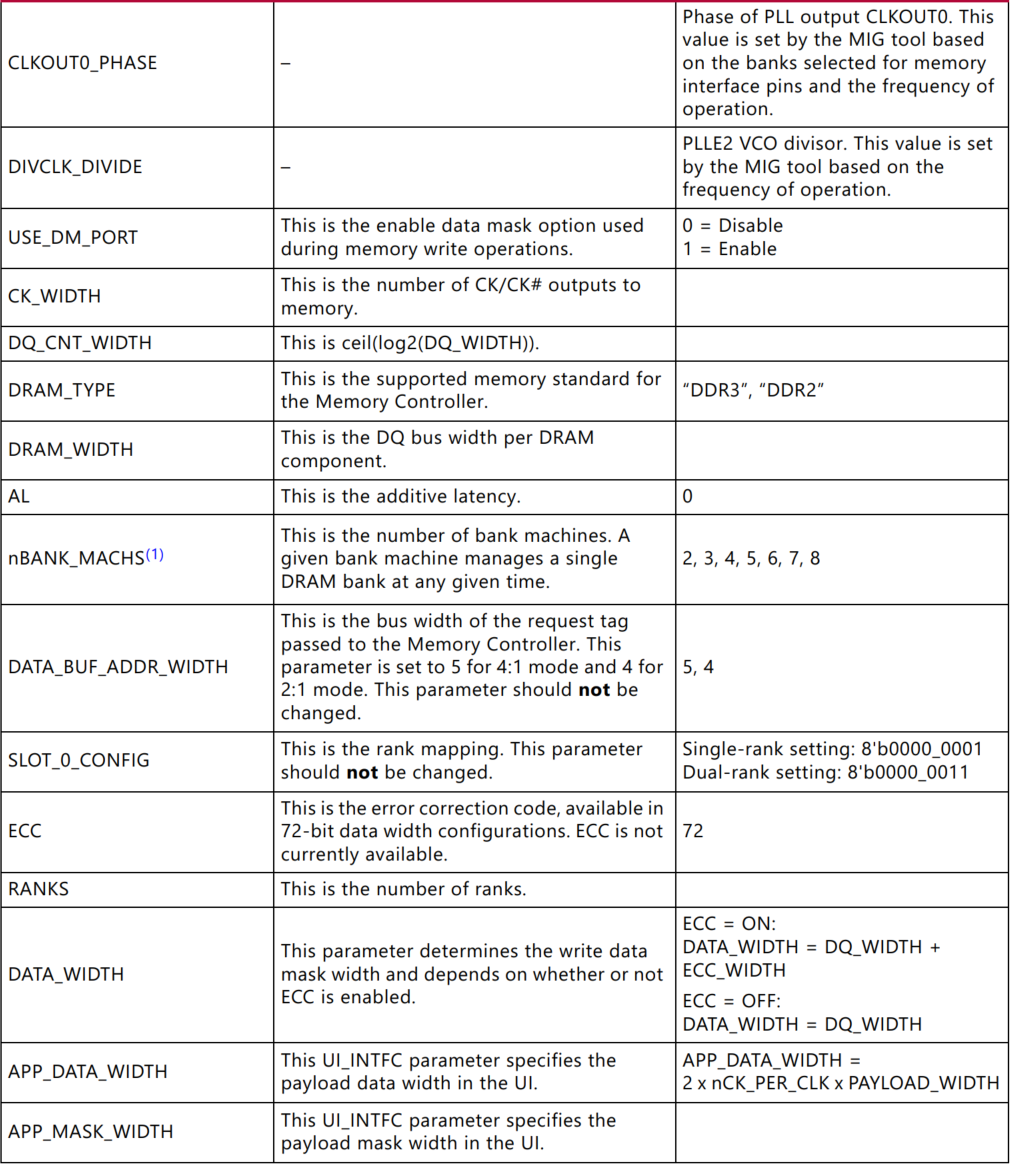 CLKOUT0_PHASE
–
Phase of PLL output CLKOUT0. This
value is set by the MIG tool based
on the banks selected for memory
interface pins and the frequency of
operation.
DIVCLK_DIVIDE
–
PLLE2 VCO divisor. This value is set
by the MIG tool based on the
frequency of operation.
USE_DM_PORT
This is the enable data mask option used
during memory write operations.
0 = Disable
1 = Enable
CK_WIDTH
This is the number of CK/CK# outputs to
memory.
DQ_CNT_WIDTH
This is ceil(log2(DQ_WIDTH)).
DRAM_TYPE
This is the supported memory standard for
the Memory Controller.
“DDR3”, “DDR2”
DRAM_WIDTH
This is the DQ bus width per DRAM
component.
AL
This is the additive latency.
0
nBANK_MACHS(1)
This is the number of bank machines. A
given bank machine manages a single
DRAM bank at any given time.
2, 3, 4, 5, 6, 7, 8
DATA_BUF_ADDR_WIDTH
This is the bus width of the request tag
passed to the Memory Controller. This
parameter is set to 5 for 4:1 mode and 4 for
2:1 mode. This parameter should not be
changed.
5, 4
SLOT_0_CONFIG
This is the rank mapping. This parameter
should not be changed.
Single-rank setting: 8'b0000_0001
Dual-rank setting: 8'b0000_0011
ECC
This is the error correction code, available in
72-bit data width configurations. ECC is not
currently available.
72
RANKS
This is the number of ranks.
DATA_WIDTH
This parameter determines the write data
mask width and depends on whether or not
ECC is enabled.
ECC = ON:
DATA_WIDTH = DQ_WIDTH +
ECC_WIDTH
ECC = OFF:
DATA_WIDTH = DQ_WIDTH
APP_DATA_WIDTH
This UI_INTFC parameter specifies the
payload data width in the UI.
APP_DATA_WIDTH =
2 x nCK_PER_CLK x PAYLOAD_WIDTH
APP_MASK_WIDTH
This UI_INTFC parameter specifies the
payload mask width in the UI.